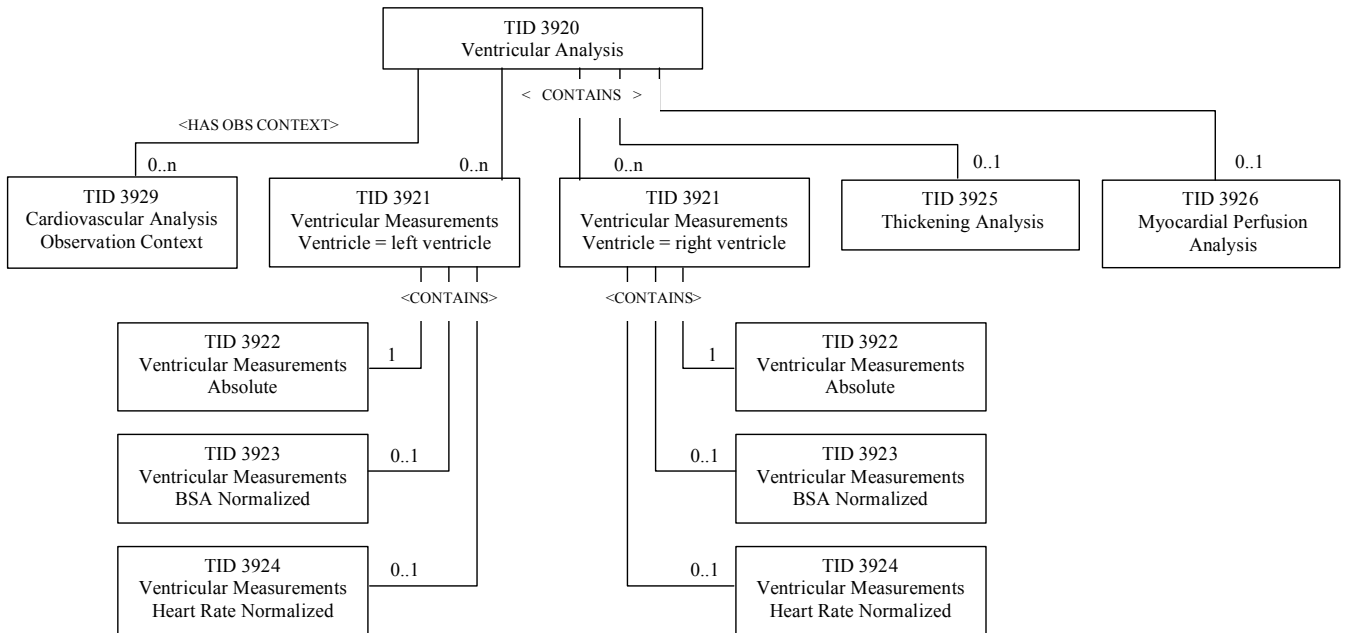 TID 3920
Ventricular Analysis
< CONTAINS >
<HAS OBS CONTEXT>
0..n
0..n
0..n
0..1
0..1
TID 3929
Cardiovascular Analysis
Observation Context
TID 3921
Ventricular Measurements
Ventricle = left ventricle
TID 3921
Ventricular Measurements
Ventricle = right ventricle
TID 3925
Thickening Analysis
TID 3926
Myocardial Perfusion
Analysis
<CONTAINS>
<CONTAINS>
TID 3922
Ventricular Measurements
Absolute
1
1
TID 3922
Ventricular Measurements
Absolute
TID 3923
Ventricular Measurements
BSA Normalized
0..1
0..1
TID 3923
Ventricular Measurements
BSA Normalized
TID 3924
Ventricular Measurements
Heart Rate Normalized
0..1
0..1
TID 3924
Ventricular Measurements
Heart Rate Normalized